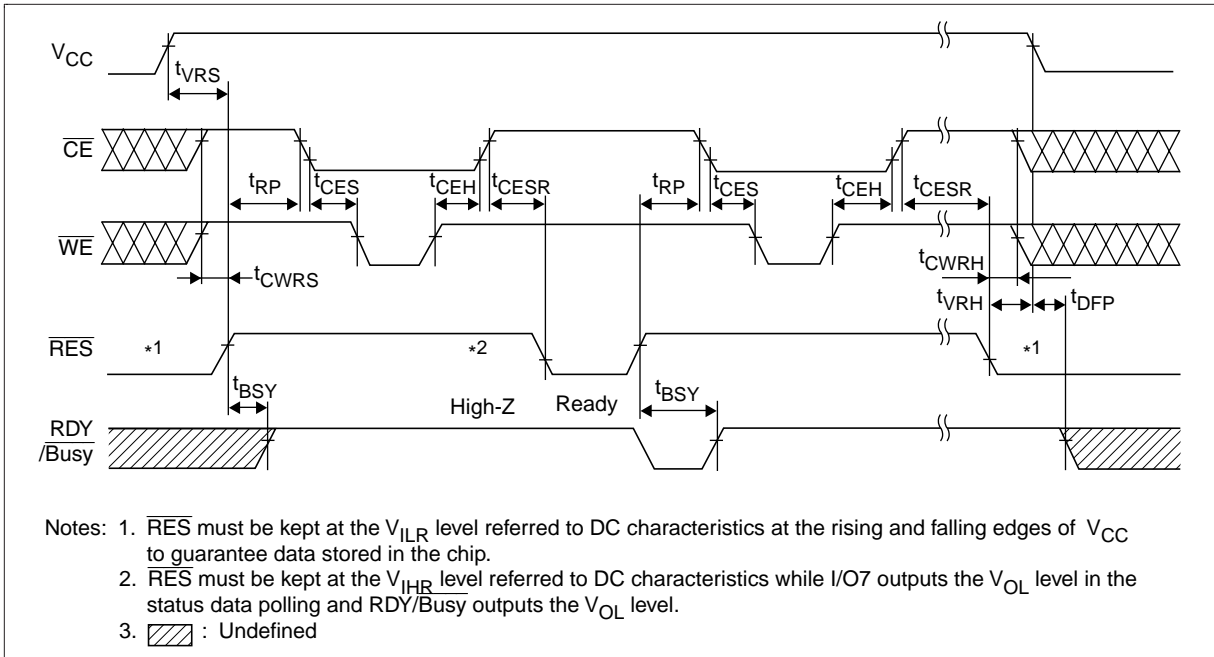 VCC
tVRS
CE
tRP tCES tCEH tCESR tRP tCES tCEH tCESR
WE
tCWRS
tCWRH
tVRH tDFP
RES *1 *2 *1
tBSY
High-Z Ready tBSY
RDY
/Busy
Notes: 1. RES must be kept at the VILR level referred to DC characteristics at the rising and falling edges of VCC
to guarantee data stored in the chip.
2. RES must be kept at the VIHR level referred to DC characteristics while I/O7 outputs the VOL level in the
status data polling and RDY/Busy outputs the VOL level.
3. : Undefined